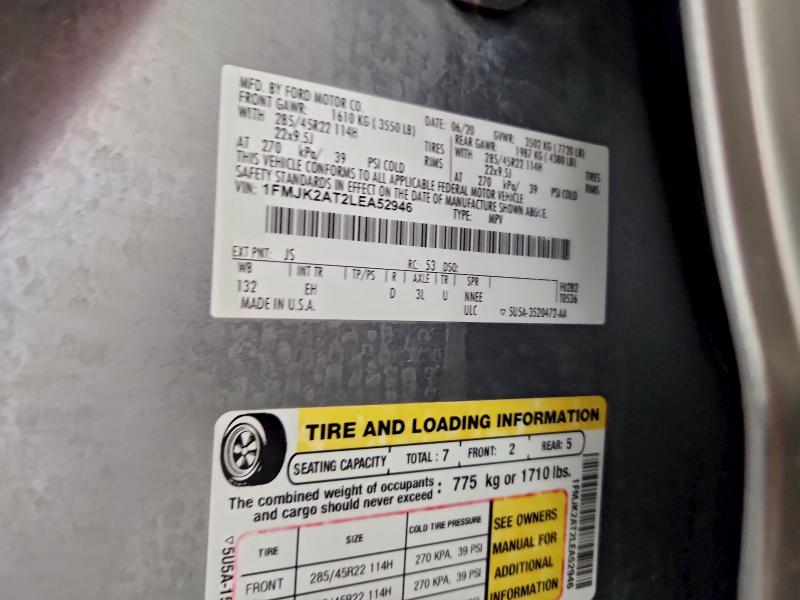 MFD. BY FORD MOTOR CO.
DATE: 06/20 GVWR: 3502 KG (7720 LB)
FRONT GAWR: 1610 KG (3550 LB)
REAR GAWR: 1987 KG (4380 LB)
WITH 285/45R22 114H TIRES
WITH 285/45R22 114H TIRES
22x9.5J RIMS
22x9.5J RIMS
AT 270 kPa/ 39 PSI COLD
AT 270 kPa/ 39 PSI COLD
THIS VEHICLE CONFORMS TO ALL APPLICABLE FEDERAL MOTOR VEHICLE
SAFETY STANDARDS IN EFFECT ON THE DATE OF MANUFACTURE SHOWN ABOVE.
VIN: 1FMJK2AT2LEA52946
TYPE: MPV
EXT PNT: JS RC: 53 DSO:
WB INT TR TP/PS R AXLE TR SPR
132 EH D 3L U NNEE
F0282
T0536
MADE IN U.S.A. ULC 5U5A-3520472-AA
TIRE AND LOADING INFORMATION
SEATING CAPACITY TOTAL : 7 FRONT: 2 REAR: 5
The combined weight of occupants
and cargo should never exceed : 775 kg or 1710 lbs.
TIRE SIZE COLD TIRE PRESSURE
FRONT 285/45R22 114H 270 KPA, 39 PSI
285/45R22 114H 270 KPA, 39 PSI
SEE OWNERS
MANUAL FOR
ADDITIONAL
INFORMATION
1FMJK2AT2LEA52946